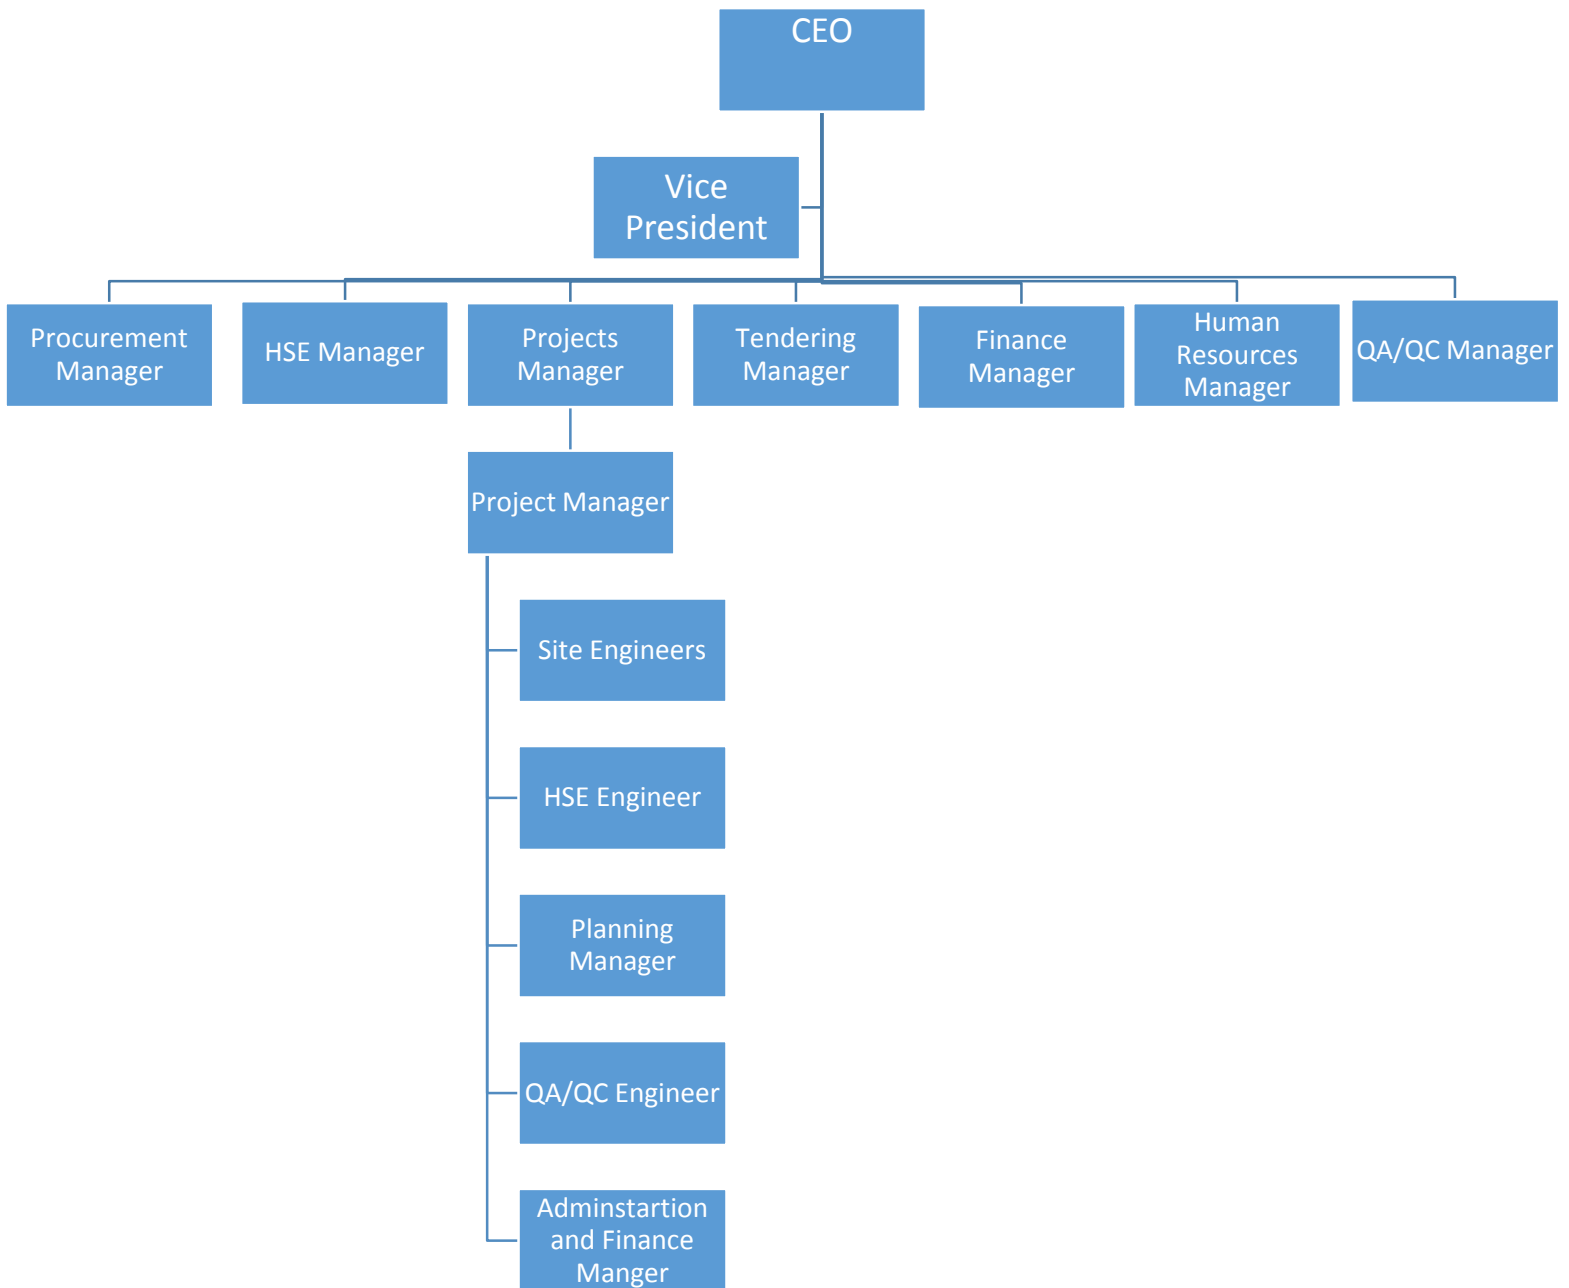 CEO
Vice
President
Procurement
Manager
HSE Manager
Projects
Manager
Tendering
Manager
Finance
Manager
Human
Resources
Manager
QA/QC Manager
Project Manager
Site Engineers
HSE Engineer
Planning
Manager
QA/QC Engineer
Adminstartion
and Finance
Manger